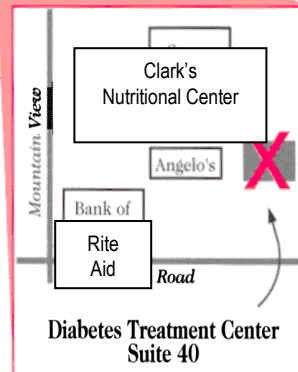 Clark's
Nutritional Center
Mountain View
Angelo's
Bank of
Rite
Aid
Road
X
Diabetes Treatment Center
Suite 40